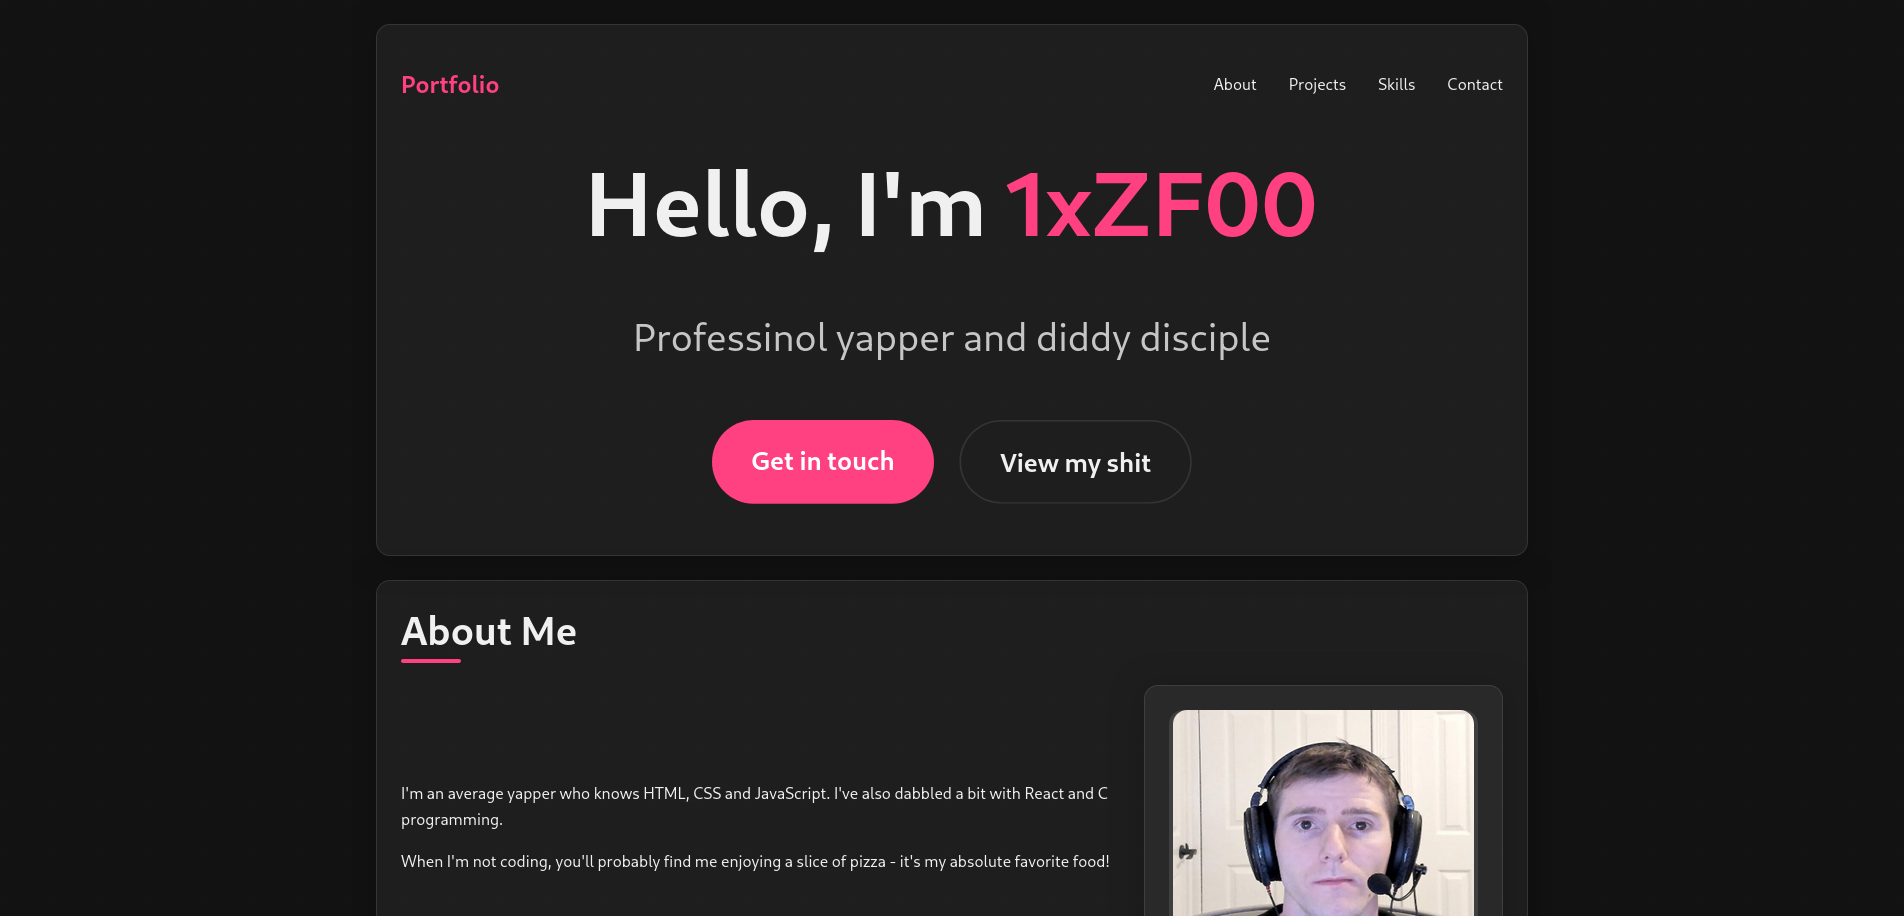 Portfolio
About Projects Skills Contact
Hello, I'm 1xZF00
Professinol yapper and diddy disciple
Get in touch View my shit
About Me
I'm an average yapper who knows HTML, CSS and JavaScript. I've also dabbled a bit with React and C
programming.
When I'm not coding, you'll probably find me enjoying a slice of pizza - it's my absolute favorite food!